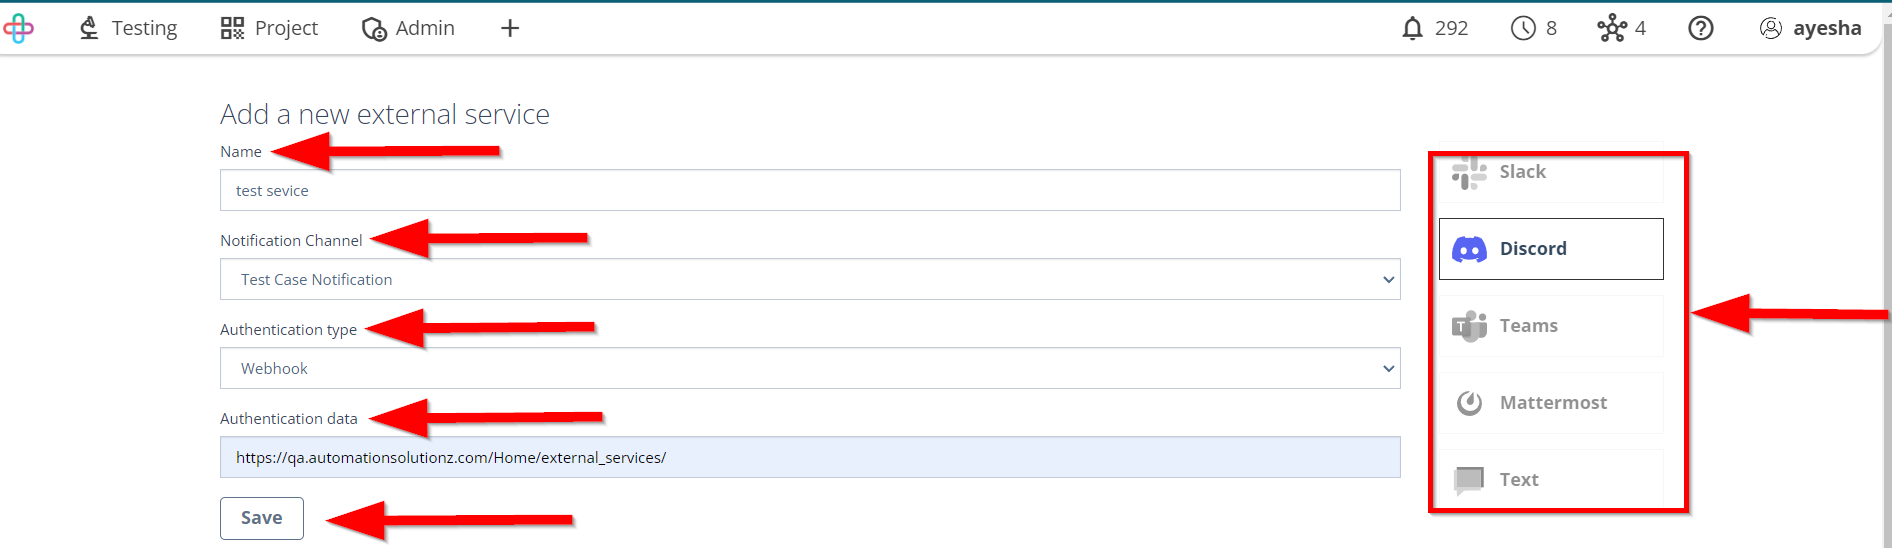 Testing Project Admin + 292 8 4 ayesha
Add a new external service
Name
test sevice
Notification Channel
Test Case Notification
Authentication type
Webhook
Authentication data
https://qa.automationsolutionz.com/Home/external_services/
Save
Slack
Discord
Teams
Mattermost
Text